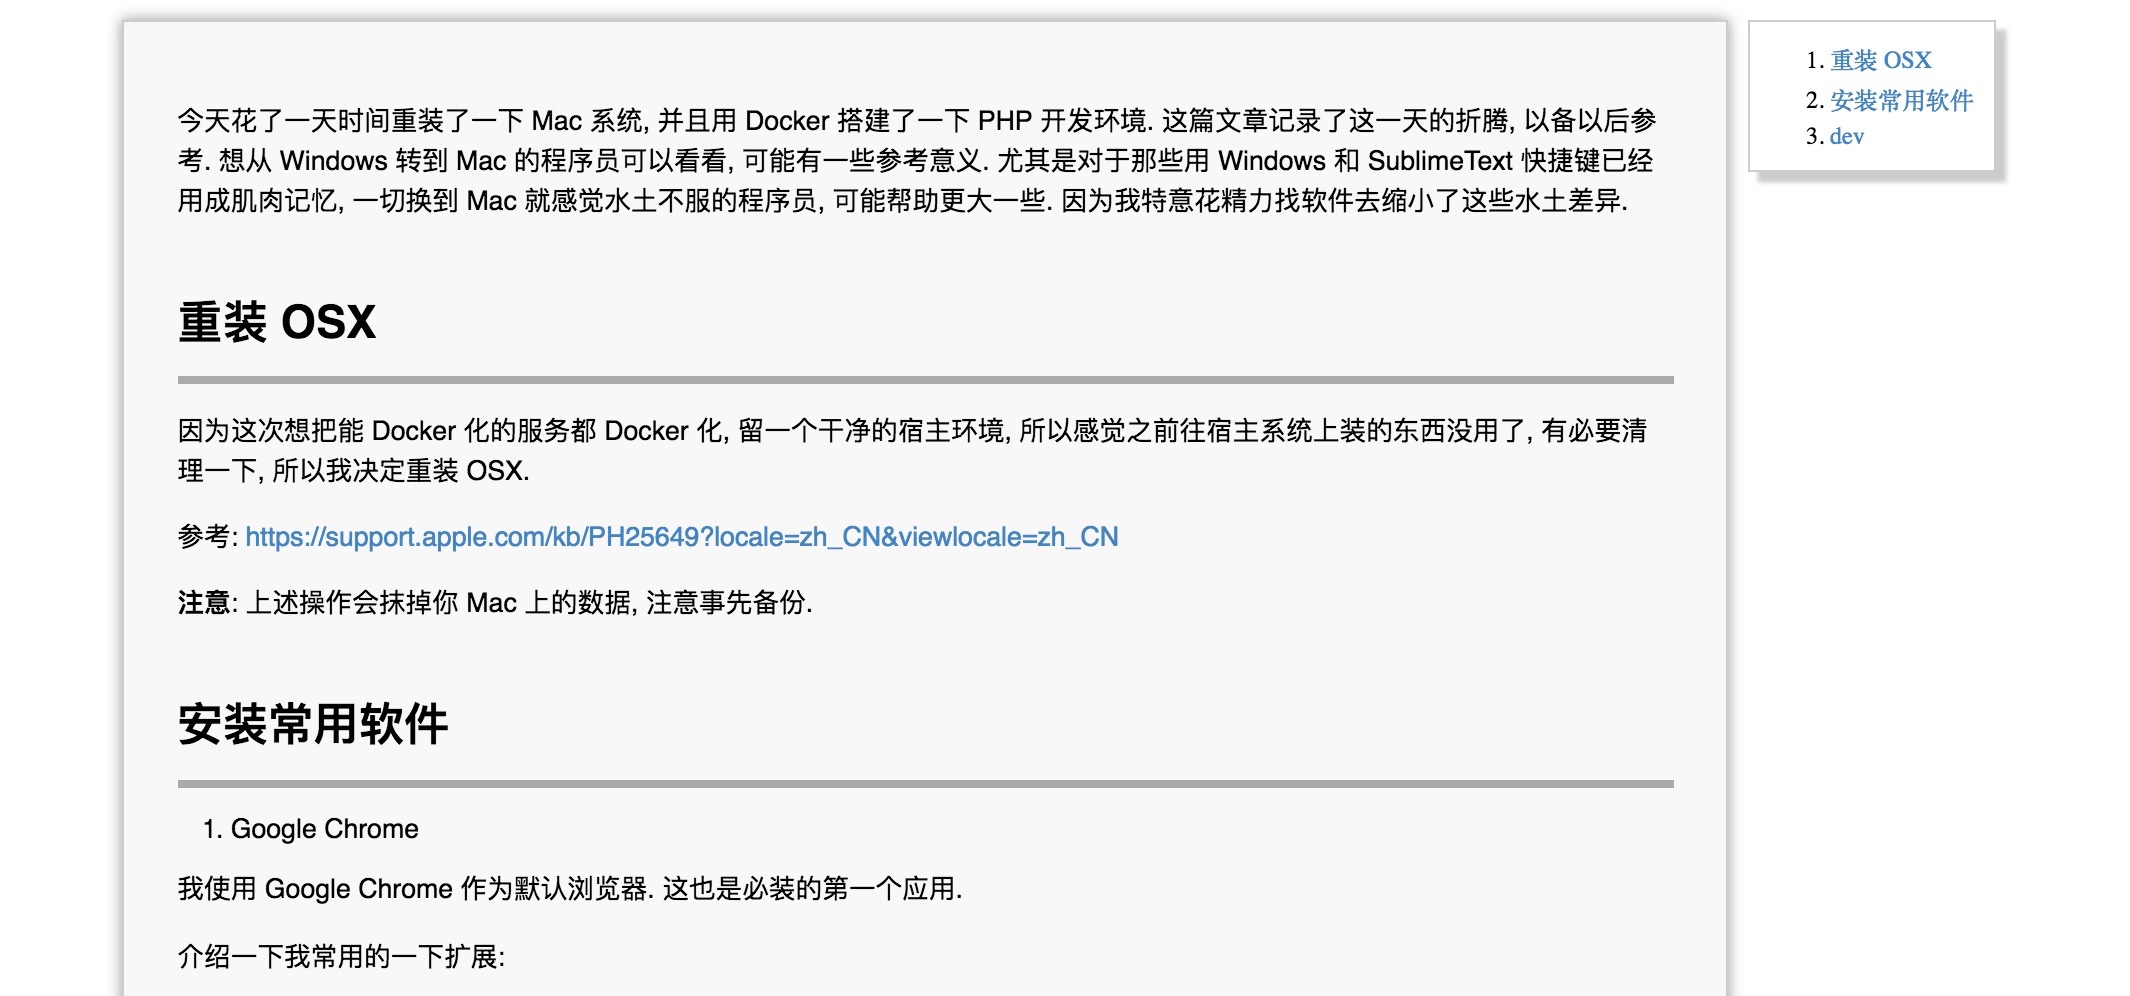 今天花了一天时间重装了一下 Mac 系统, 并且用 Docker 搭建了一下 PHP 开发环境. 这篇文章记录了这一天的折腾, 以备以后参
考. 想从 Windows 转到 Mac 的程序员可以看看, 可能有一些参考意义. 尤其是对于那些用 Windows 和 SublimeText 快捷键已经
用成肌肉记忆, 一切换到 Mac 就感觉水土不服的程序员, 可能帮助更大一些. 因为我特意花精力找软件去缩小了这些水土差异.
重装 OSX
因为这次想把能 Docker 化的服务都 Docker 化, 留一个干净的宿主环境, 所以感觉之前往宿主系统上装的东西没用了, 有必要清
理一下, 所以我决定重装 OSX.
参考: https://support.apple.com/kb/PH25649?locale=zh_CN&viewlocale=zh_CN
注意: 上述操作会抹掉你 Mac 上的数据, 注意事先备份.
安装常用软件
1. Google Chrome
我使用 Google Chrome 作为默认浏览器. 这也是必装的第一个应用.
介绍一下我常用的一下扩展:
1. 重装 OSX
2. 安装常用软件
3. dev